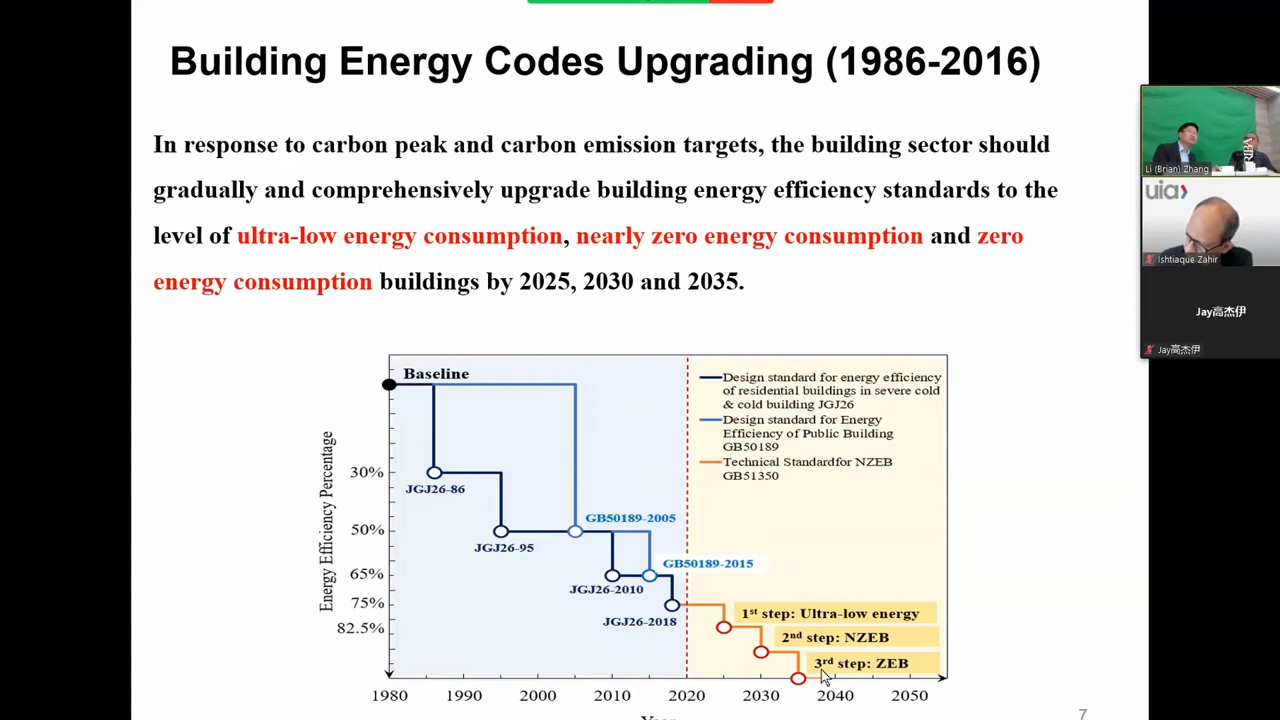 Building Energy Codes Upgrading (1986-2016)
In response to carbon peak and carbon emission targets, the building sector should
gradually and comprehensively upgrade building energy efficiency standards to the
level of ultra-low energy consumption, nearly zero energy consumption and zero
energy consumption buildings by 2025, 2030 and 2035.
RIBA
Li (Brian) Zhang
uia
Ishtiaque Zahir
Jay高杰伊
Jay高杰伊
Baseline
Design standard for energy efficiency
of residential buildings in severe cold
& cold building JGJ26
Design standard for Energy
Efficiency of Public Building
GB50189
Technical Standardfor NZEB
GB51350
Energy Efficiency Percentage
30%
50%
65%
75%
82.5%
JGJ26-86
JGJ26-95
GB50189-2005
JGJ26-2010
GB50189-2015
JGJ26-2018
1st step: Ultra-low energy
2nd step: NZEB
3rd step: ZEB
1980 1990 2000 2010 2020 2030 2040 2050
7